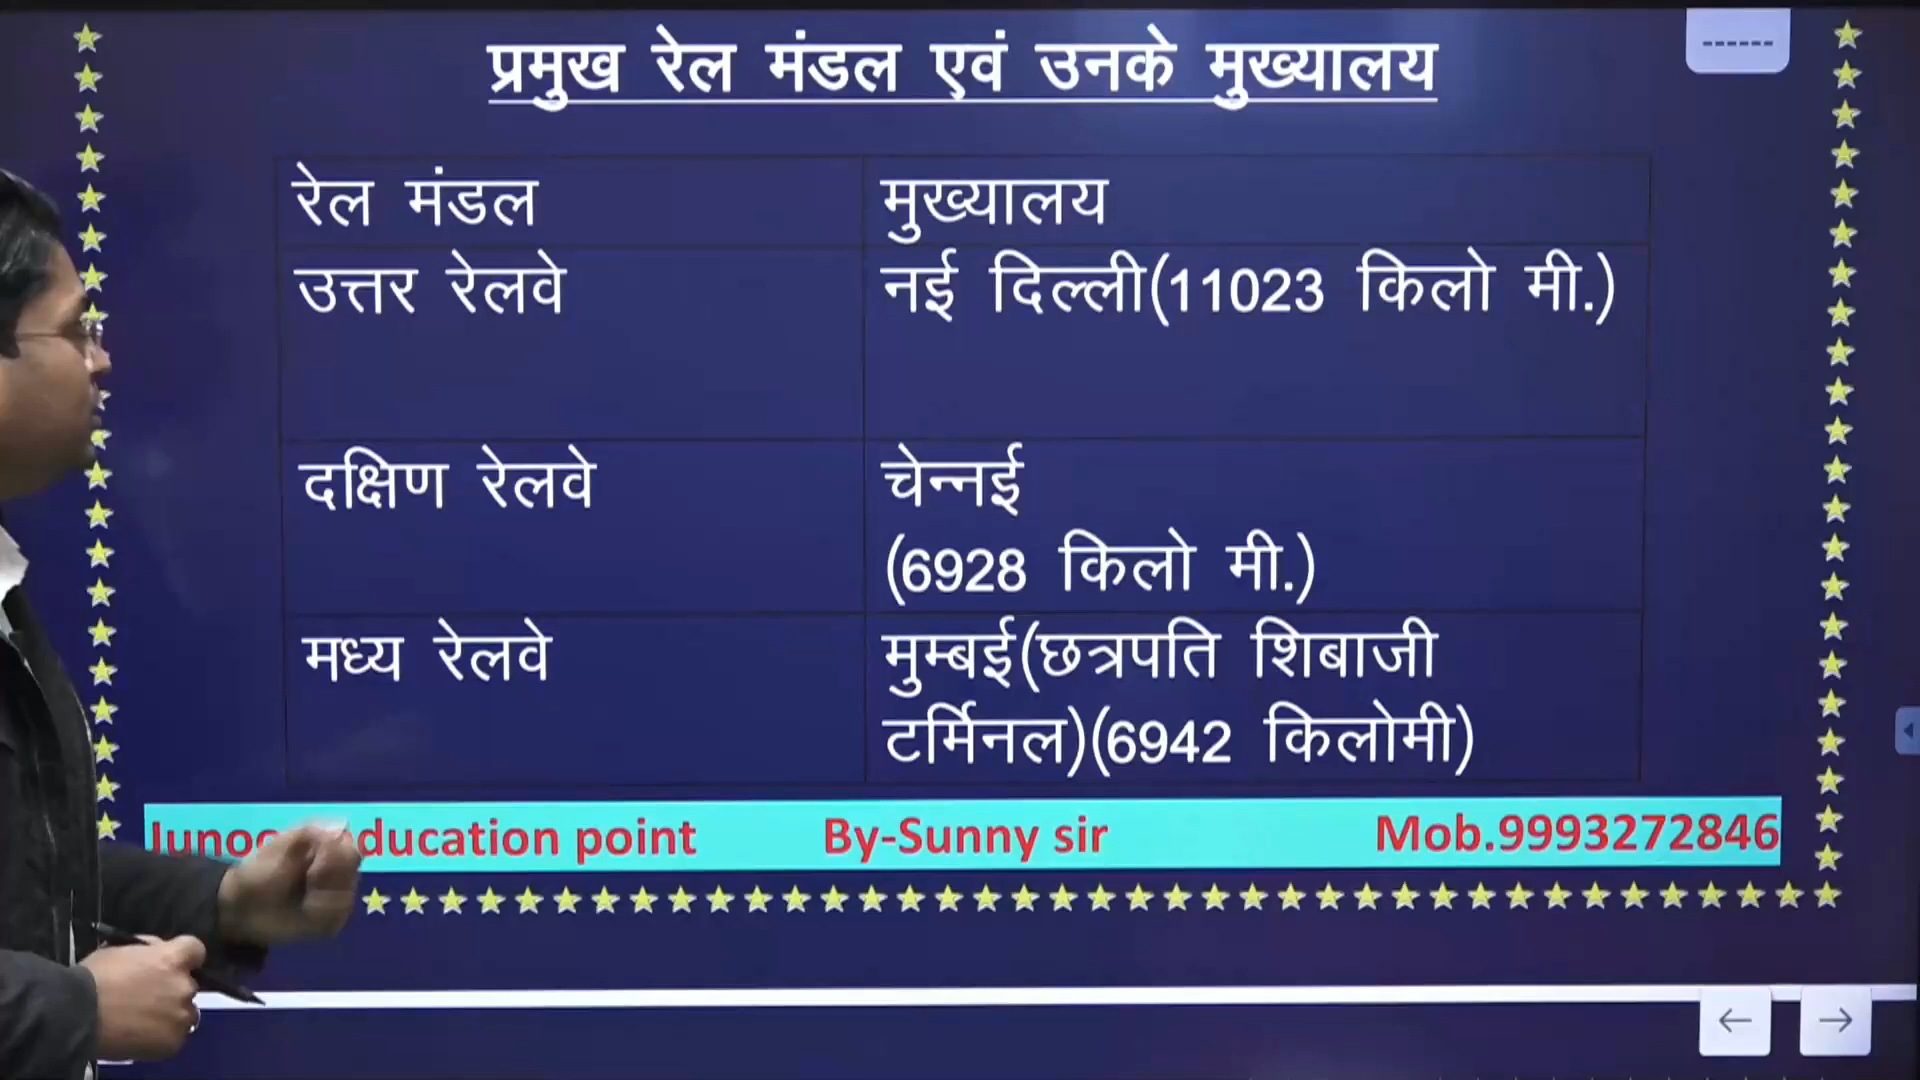 प्रमुख रेल मंडल एवं उनके मुख्यालय
रेल मंडल मुख्यालय
उत्तर रेलवे नई दिल्ली(11023 किलो मी.)
दक्षिण रेलवे चेन्नई
(6928 किलो मी.)
मध्य रेलवे मुम्बई(छत्रपति शिबाजी
टर्मिनल)(6942 किलोमी)
point By-Sunny sir Mob.9993272846